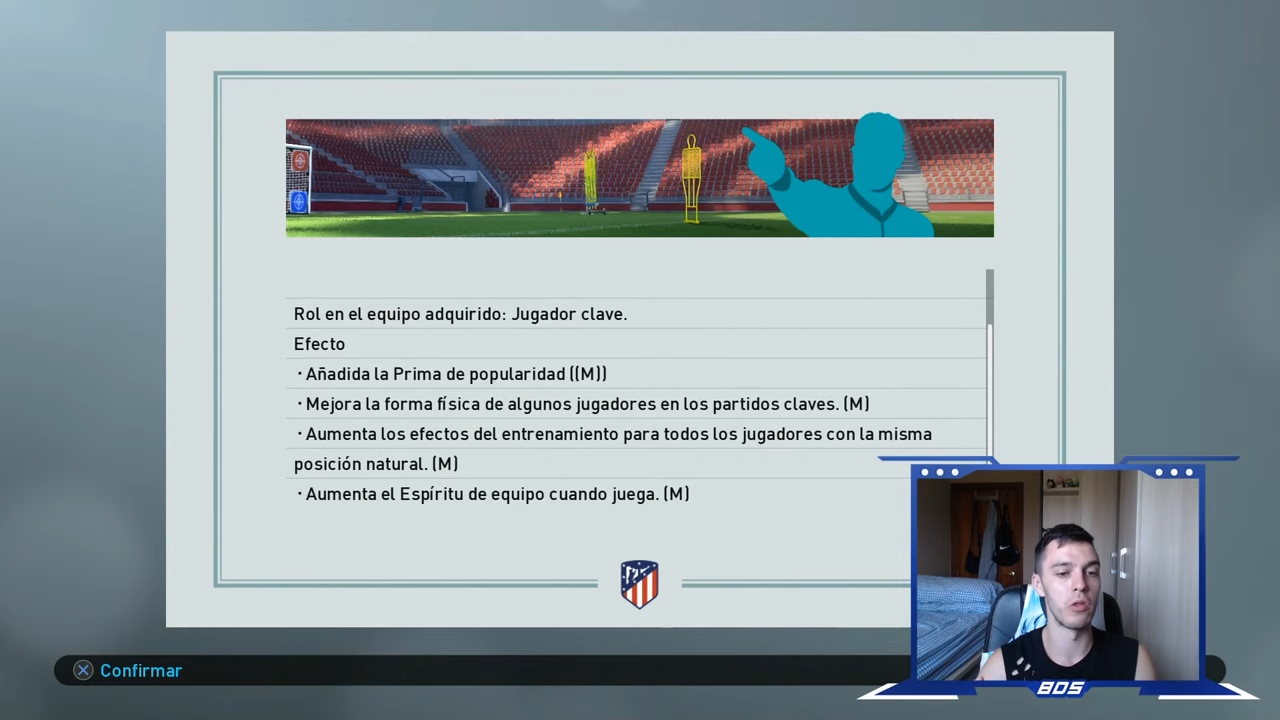 Rol en el equipo adquirido: Jugador clave.
Efecto
・Añadida la Prima de popularidad ((M))
・Mejora la forma física de algunos jugadores en los partidos claves. (M)
・Aumenta los efectos del entrenamiento para todos los jugadores con la misma
posición natural. (M)
・Aumenta el Espíritu de equipo cuando juega. (M)
Confirmar
BDS